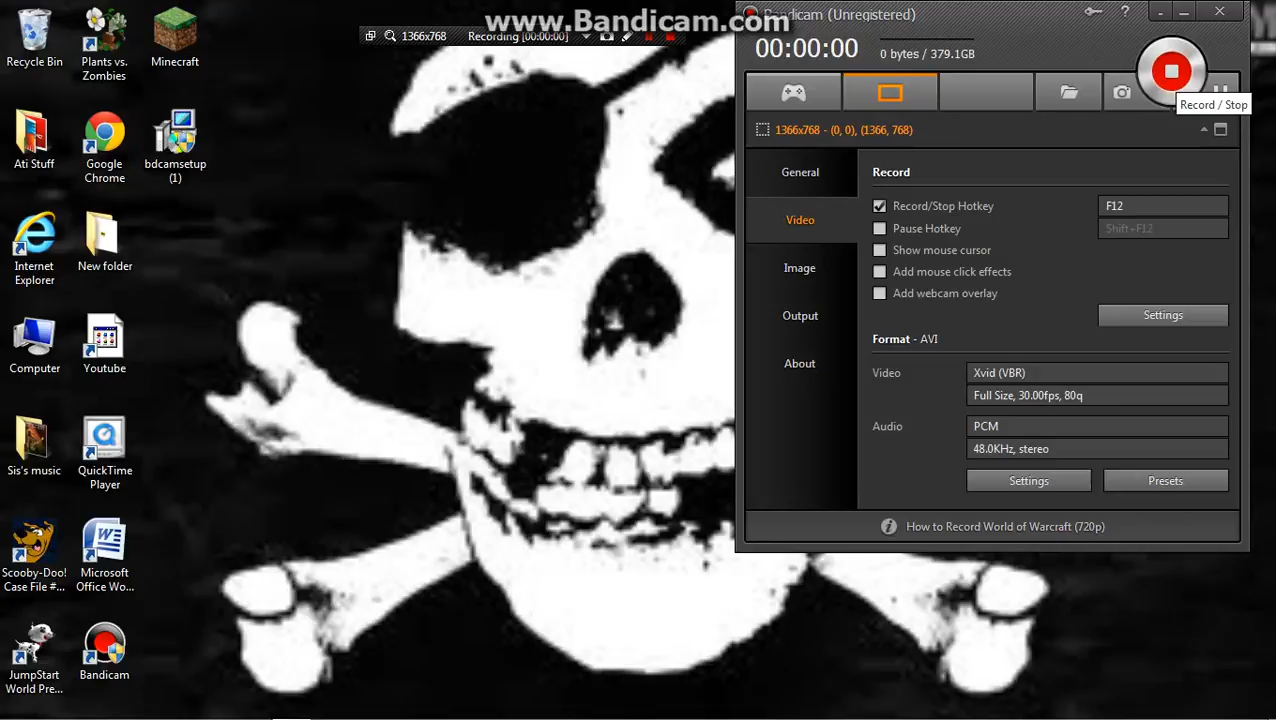 www.Bandicam.com
Bandicam (Unregistered)
1366x768 Recording [00:00:00]
00:00:00 0 bytes / 379.1GB
Record / Stop
1366x768 - (0, 0), (1366, 768)
General
Video
Image
Output
About
Record
Record/Stop Hotkey F12
Pause Hotkey Shift+F12
Show mouse cursor
Add mouse click effects
Add webcam overlay
Settings
Format - AVI
Video Xvid (VBR)
Full Size, 30.00fps, 80q
Audio PCM
48.0KHz, stereo
Settings Presets
How to Record World of Warcraft (720p)
Recycle Bin
Plants vs.
Zombies
Minecraft
Ati Stuff
Google
Chrome
bdcamsetup
(1)
Internet
Explorer
New folder
Computer
Youtube
Sis's music
QuickTime
Player
Scooby-Doo!
Case File #...
Microsoft
Office Wo...
JumpStart
World Pre...
Bandicam